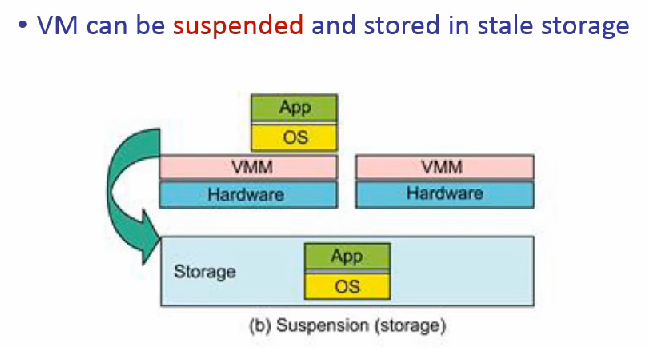 • VM can be suspended and stored in stale storage
App
OS
VMM
VMM
Hardware
Hardware
Storage
App
OS
(b) Suspension (storage)